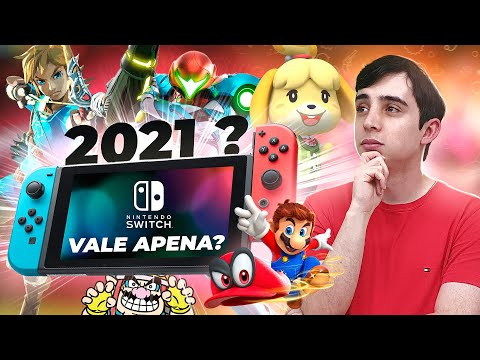 2021 ?
NINTENDO
SWITCH
VALE APENA?